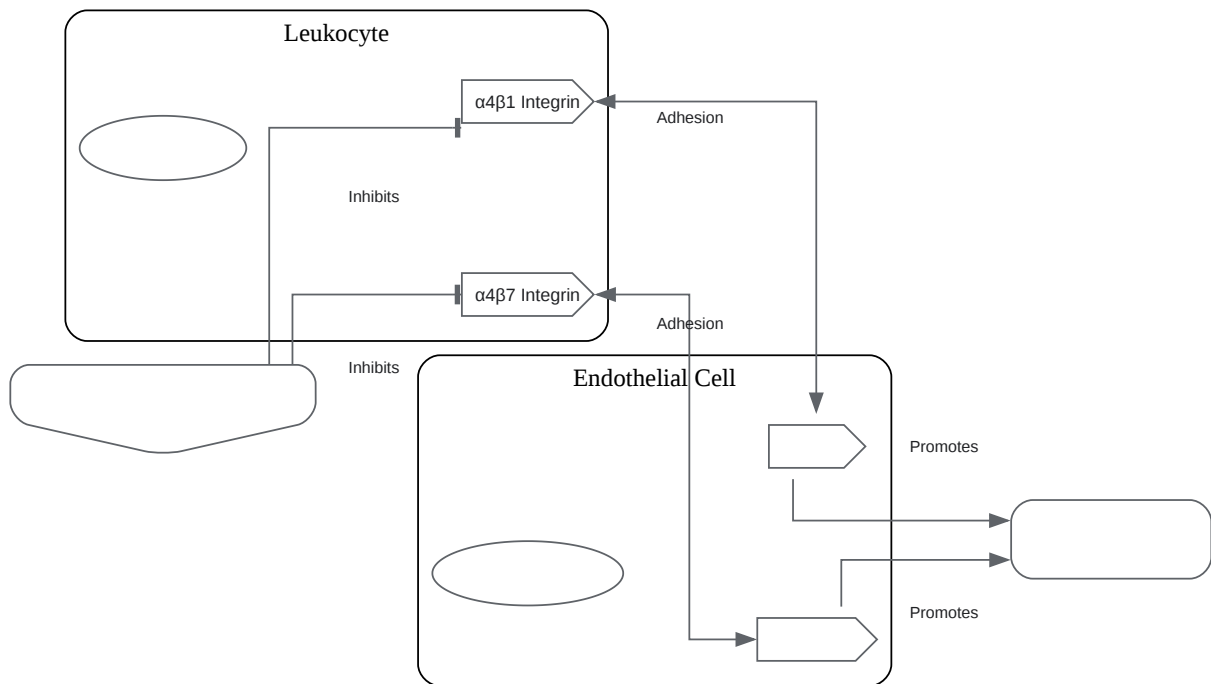 Leukocyte
α4β1 Integrin
Adhesion
Inhibits
α4β7 Integrin
Adhesion
Inhibits
Endothelial Cell
Promotes
Promotes